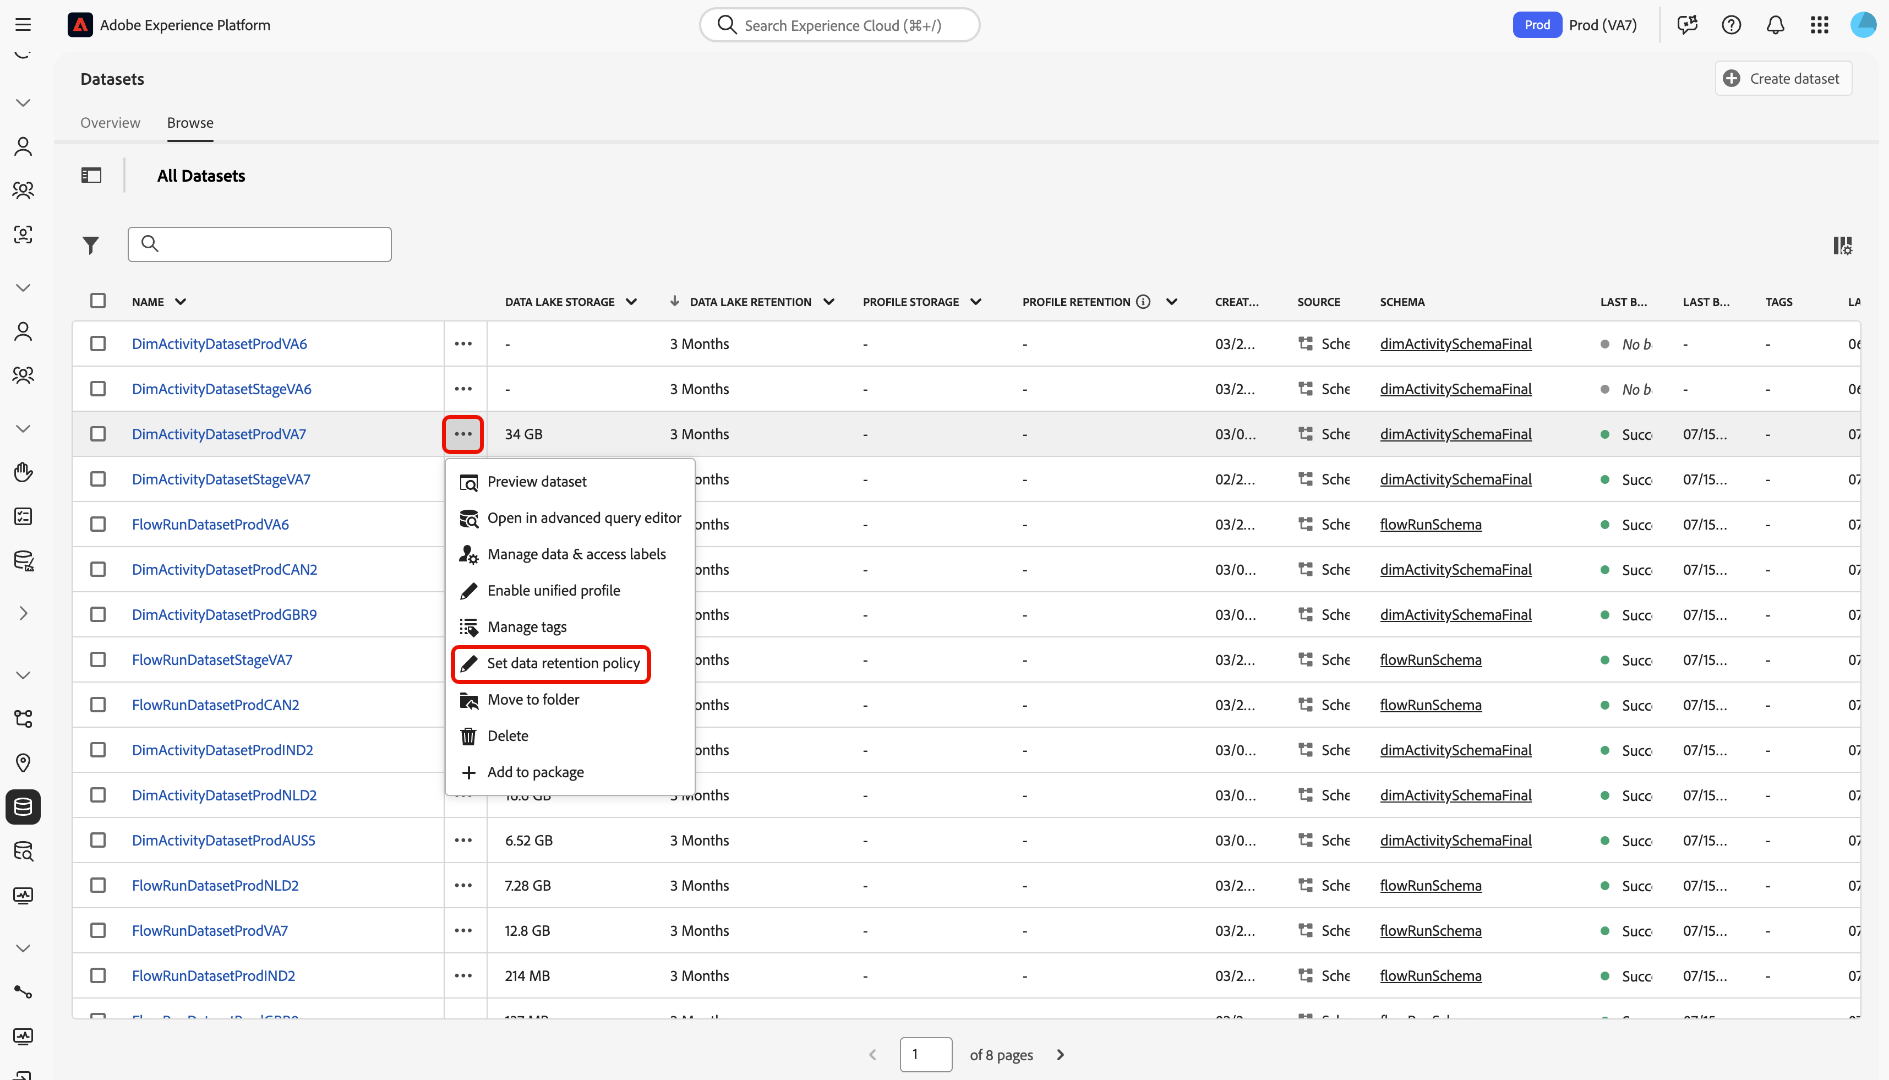 Adobe Experience Platform
Search Experience Cloud (⌘+/)
Prod Prod (VA7)
Datasets
Create dataset
Overview Browse
All Datasets
NAME DATA LAKE STORAGE DATA LAKE RETENTION PROFILE STORAGE PROFILE RETENTION CREAT... SOURCE SCHEMA LAST B... LAST B... TAGS LA
DimActivityDatasetProdVA6 ••• - 3 Months - - 03/2... Sche dimActivitySchemaFinal No b - - 06
DimActivityDatasetStageVA6 ••• - 3 Months - - 03/2... Sche dimActivitySchemaFinal No b - - 06
DimActivityDatasetProdVA7 ••• 34 GB 3 Months - - 03/0... Sche dimActivitySchemaFinal Succ 07/15... - 07
DimActivityDatasetStageVA7 onths - - 02/2... Sche dimActivitySchemaFinal Succ 07/15... - 07
FlowRunDatasetProdVA6 onths - - 03/2... Sche flowRunSchema Succ 07/15... - 07
DimActivityDatasetProdCAN2 onths - - 03/0... Sche dimActivitySchemaFinal Succ 07/15... - 07
DimActivityDatasetProdGBR9 onths - - 03/0... Sche dimActivitySchemaFinal Succ 07/15... - 07
FlowRunDatasetStageVA7 onths - - 03/2... Sche flowRunSchema Succ 07/15... - 07
FlowRunDatasetProdCAN2 onths - - 03/2... Sche flowRunSchema Succ 07/15... - 07
DimActivityDatasetProdIND2 onths - - 03/0... Sche dimActivitySchemaFinal Succ 07/15... - 07
DimActivityDatasetProdNLD2 3 Months - - 03/0... Sche dimActivitySchemaFinal Succ 07/15... - 07
DimActivityDatasetProdAUS5 ••• 6.52 GB 3 Months - - 03/0... Sche dimActivitySchemaFinal Succ 07/15... - 07
FlowRunDatasetProdNLD2 ••• 7.28 GB 3 Months - - 03/2... Sche flowRunSchema Succ 07/15... - 07
FlowRunDatasetProdVA7 ••• 12.8 GB 3 Months - - 03/2... Sche flowRunSchema Succ 07/15... - 07
FlowRunDatasetProdIND2 ••• 214 MB 3 Months - - 03/2... Sche flowRunSchema Succ 07/15... - 07
Preview dataset
Open in advanced query editor
Manage data & access labels
Enable unified profile
Manage tags
Set data retention policy
Move to folder
Delete
Add to package
1 of 8 pages